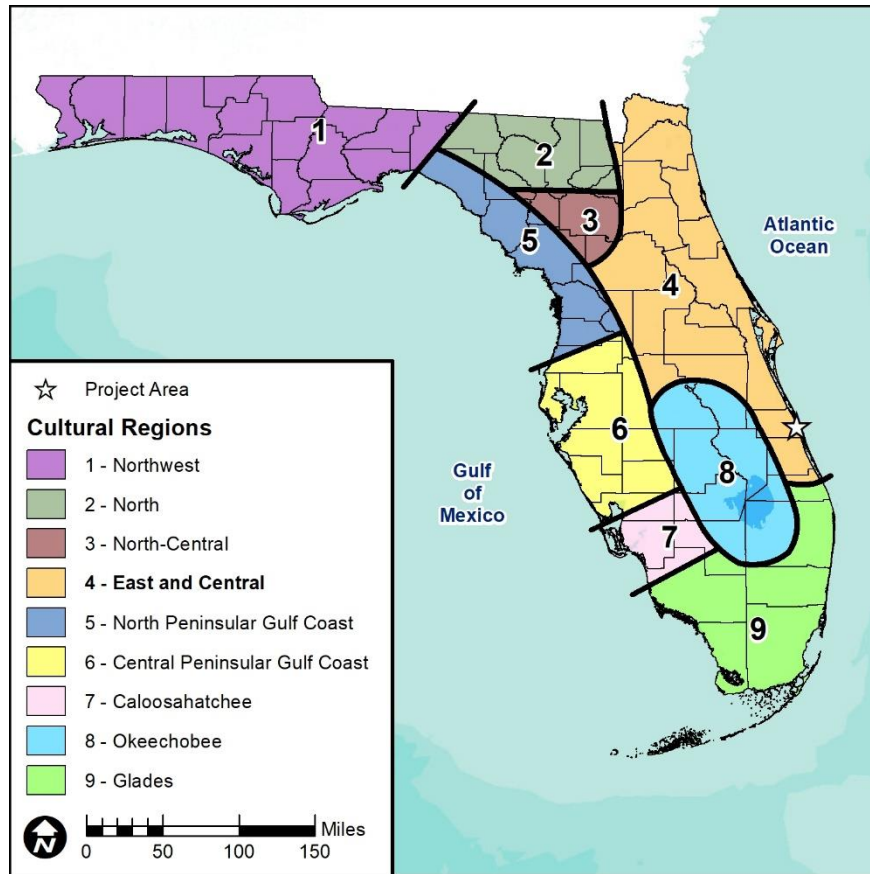 1
2
3
5
4
Atlantic
Ocean
6
8
Gulf
of
Mexico
7
9
Project Area
Cultural Regions
1 - Northwest
2 - North
3 - North-Central
4 - East and Central
5 - North Peninsular Gulf Coast
6 - Central Peninsular Gulf Coast
7 - Caloosahatchee
8 - Okeechobee
9 - Glades
N
Miles
0 50 100 150